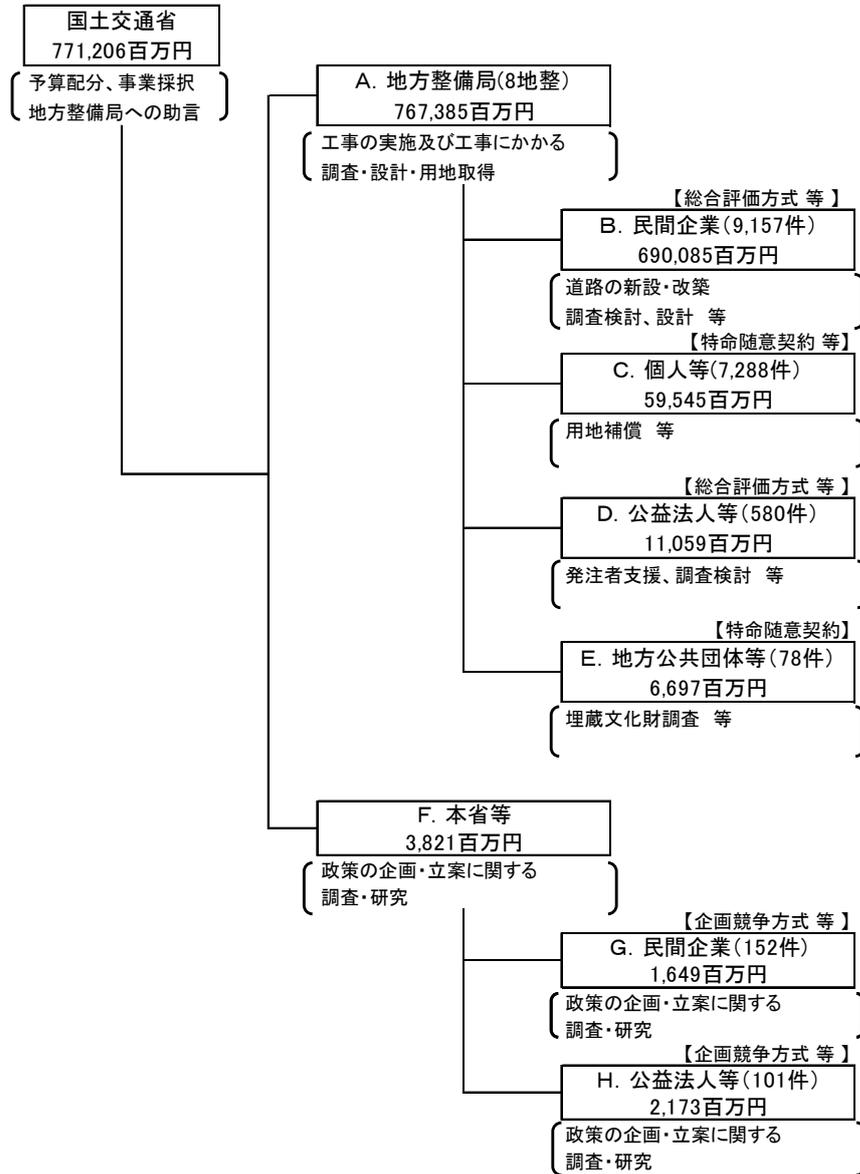 国土交通省
771,206百万円
予算配分、事業採択
地方整備局への助言
A. 地方整備局(8地整)
767,385百万円
工事の実施及び工事にかかる
調査・設計・用地取得
【総合評価方式 等 】
B. 民間企業(9,157件)
690,085百万円
道路の新設・改築
調査検討、設計 等
【特命随意契約 等】
C. 個人等(7,288件)
59,545百万円
用地補償 等
【総合評価方式 等 】
D. 公益法人等(580件)
11,059百万円
発注者支援、調査検討 等
【特命随意契約】
E. 地方公共団体等(78件)
6,697百万円
埋蔵文化財調査 等
F. 本省等
3,821百万円
政策の企画・立案に関する
調査・研究
【企画競争方式 等 】
G. 民間企業(152件)
1,649百万円
政策の企画・立案に関する
調査・研究
【企画競争方式 等 】
H. 公益法人等(101件)
2,173百万円
政策の企画・立案に関する
調査・研究